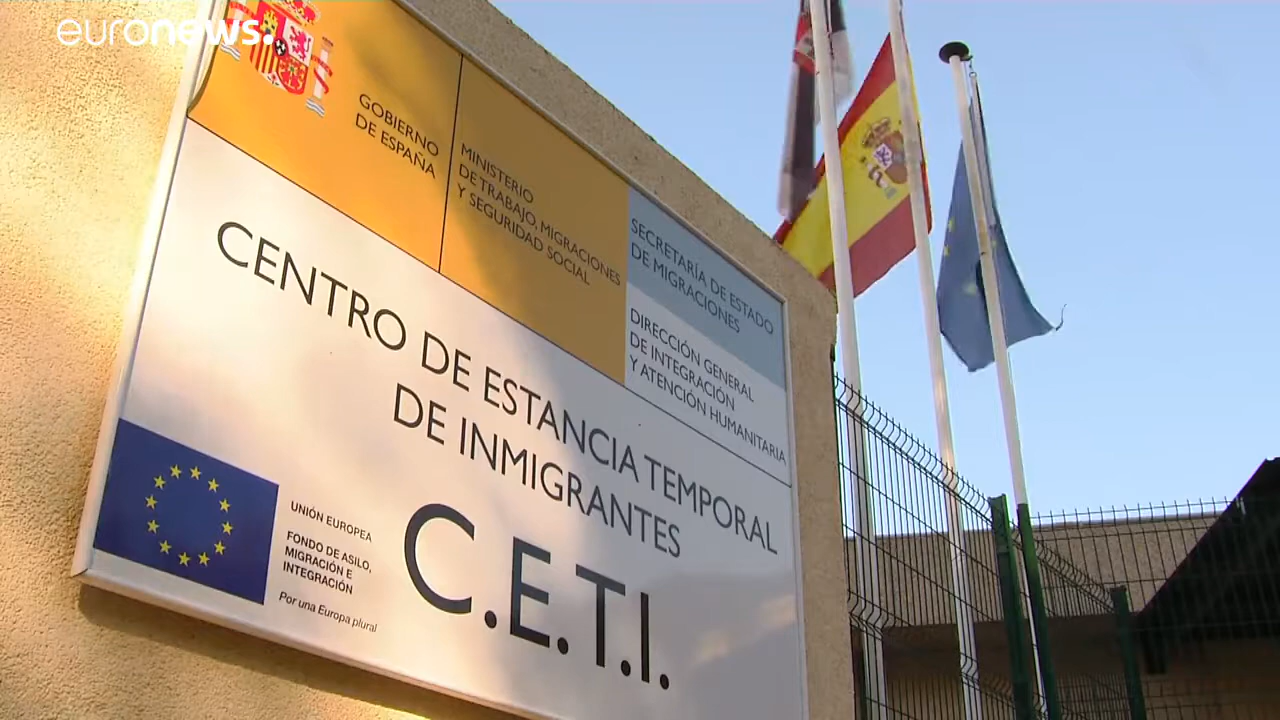 euronews.
GOBIERNO
DE ESPAÑA
MINISTERIO
DE TRABAJO, MIGRACIONES
Y SEGURIDAD SOCIAL
SECRETARÍA DE ESTADO
DE MIGRACIONES
DIRECCIÓN GENERAL
DE INTEGRACIÓN
Y ATENCIÓN HUMANITARIA
CENTRO DE ESTANCIA TEMPORAL
DE INMIGRANTES
C.E.T.I.
UNIÓN EUROPEA
FONDO DE ASILO,
MIGRACIÓN E
INTEGRACIÓN
Por una Europa plural